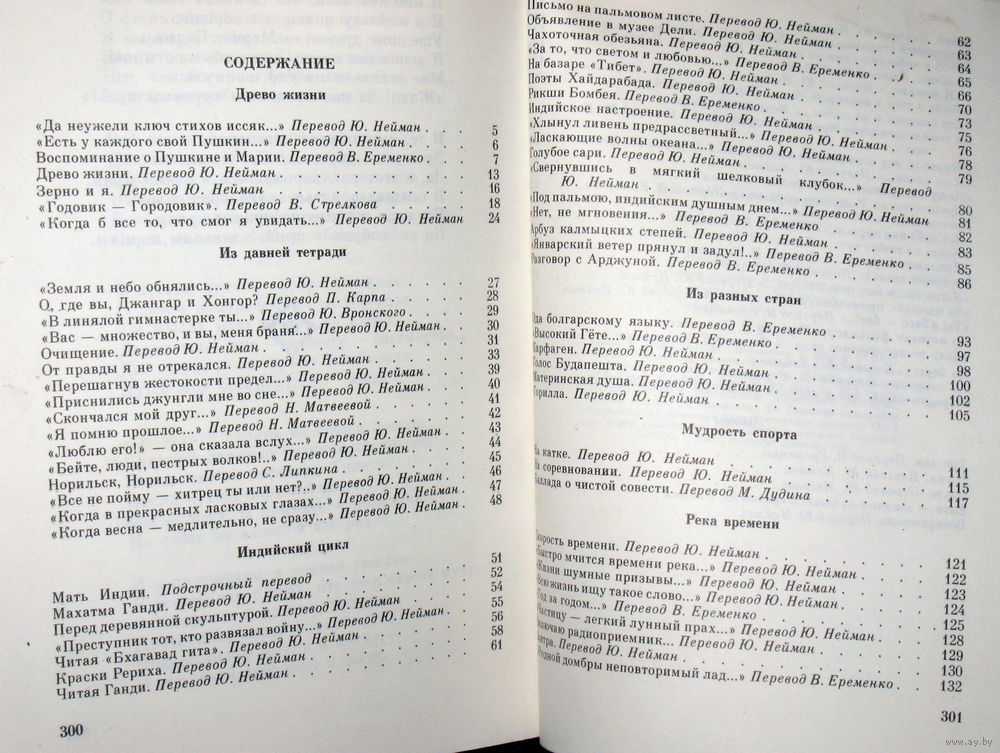 СОДЕРЖАНИЕ
Древо жизни
«Да неужели ключ стихов иссяк...» Перевод Ю. Нейман . . . 5
«Есть у каждого свой Пушкин...» Перевод Ю. Нейман . . . 6
Воспоминание о Пушкине и Марии. Перевод В. Еременко . . . 7
Древо жизни. Перевод Ю. Нейман . . . 13
Зерно и я. Перевод Ю. Нейман . . . 16
«Годовик — Городовик». Перевод В. Стрелкова . . . 18
«Когда б все то, что смог я увидать...» Перевод Ю. Нейман 24
Из давней тетради
«Земля и небо обнялись...» Перевод Ю. Нейман . . . 27
О, где вы, Джангар и Хонгор? Перевод П. Карпа . . . 28
«В линялой гимнастерке ты...» Перевод Ю. Вронского . . . 29
«Вас — множество, и вы, меня браня...» Перевод Ю. Нейман . . . 30
Очищение. Перевод Ю. Нейман . . . 31
От правды я не отрекался. Перевод Ю. Нейман . . . 33
«Перешагнув жестокости предел...» Перевод Ю. Нейман . . . 39
«Приснились джунгли мне во сне...» Перевод Ю. Нейман . . . 40
«Скончался мой друг...» Перевод Н. Матвеевой . . . 41
«Я помню прошлое...» Перевод Н. Матвеевой . . . 42
«Люблю его!» — она сказала вслух...» Перевод Ю. Нейман . . . 43
«Бейте, люди, пестрых волков!..» Перевод Ю. Нейман . . . 44
Норильск, Норильск. Перевод С. Липкина . . . 45
«Все не пойму — хитрец ты или нет?..» Перевод Ю. Нейман . . . 46
«Когда в прекрасных ласковых глазах...» Перевод Ю. Нейман . . . 47
«Когда весна — медлительно, не сразу...» Перевод Ю. Нейман . . . 48
Индийский цикл
Мать Индии. Подстрочный перевод . . . 51
Махатма Ганди. Перевод Ю. Нейман . . . 52
Перед деревянной скульптурой. Перевод Ю. Нейман . . . 54
«Преступник тот, кто развязал войну...» Перевод Ю. Нейман . . . 55
Читая «Бхагавад гита». Перевод Ю. Нейман . . . 56
Краски Рериха. Перевод Ю. Нейман . . . 58
Читая Ганди. Перевод Ю. Нейман . . . 61
300
Письмо на пальмовом листе. Перевод Ю. Нейман . . . 62
Объявление в музее Дели. Перевод Ю. Нейман . . . 63
Чахоточная обезьяна. Перевод Ю. Нейман . . . 64
«За то, что светом и любовью...» Перевод В. Еременко . . . 65
На базаре «Тибет». Перевод Ю. Нейман . . . 66
Поэты Хайдарабада. Перевод Ю. Нейман . . . 70
Рикши Бомбея. Перевод В. Еременко . . . 73
Индийское настроение. Перевод Ю. Нейман . . . 75
«Хлынул ливень предрассветный...» Перевод Ю. Нейман . . . 76
«Ласкающие волны океана...» Перевод Ю. Нейман . . . 78
Голубое сари. Перевод Ю. Нейман . . . 79
«Свернувшись в мягкий шелковый клубок...» Перевод
Ю. Нейман . . . 80
«Под пальмою, индийским душным днем...» Перевод Ю. Нейман 81
«Нет, не мгновения...» Перевод В. Еременко . . . 82
Арбуз калмыцких степей. Перевод Ю. Нейман . . . 83
«Январский ветер прянул и задул!..» Перевод В. Еременко . . . 85
Разговор с Арджуной. Перевод В. Еременко . . . 86
Из разных стран
Ода болгарскому языку. Перевод В. Еременко . . . 93
«Высокий Гёте...» Перевод В. Еременко . . . 97
Карфаген. Перевод Ю. Нейман . . . 98
Голос Будапешта. Перевод Ю. Нейман . . . 100
Материнская душа. Перевод Ю. Нейман . . . 102
Горилла. Перевод Ю. Нейман . . . 105
Мудрость спорта
На катке. Перевод Ю. Нейман . . . 111
На соревновании. Перевод Ю. Нейман . . . 115
Баллада о чистой совести. Перевод М. Дудина . . . 117
Река времени
Скорость времени. Перевод Ю. Нейман . . . 121
Быстро мчится времени река...» Перевод Ю. Нейман . . . 122
Жизни шумные призывы...» Перевод Ю. Нейман . . . 123
Всю жизнь ищу такое слово...» Перевод Ю. Нейман . . . 124
Год за годом...» Перевод В. Еременко . . . 125
— легкий лунный прах...» Перевод Ю. Нейман . . . 128
Включаю радиоприемник... Перевод Ю. Нейман . . . 129
Перевод Ю. Нейман . . . 130
домбры неповторимый лад...» Перевод В. Еременко . . 132
301
www.ay.by